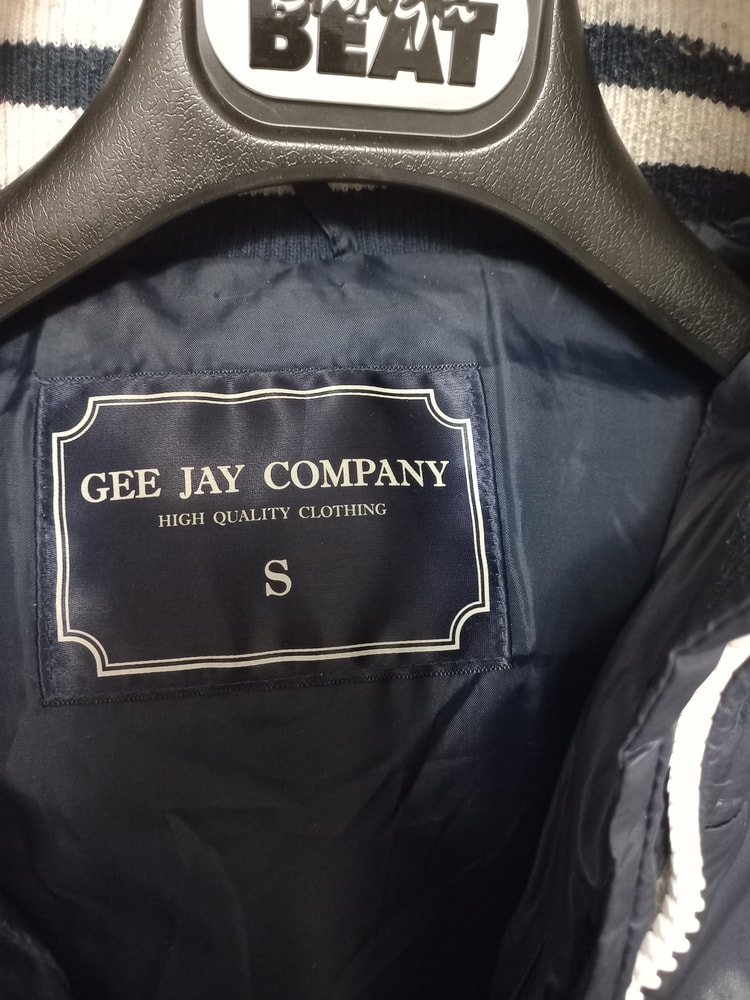 BEAT
GEE JAY COMPANY
HIGH QUALITY CLOTHING
S